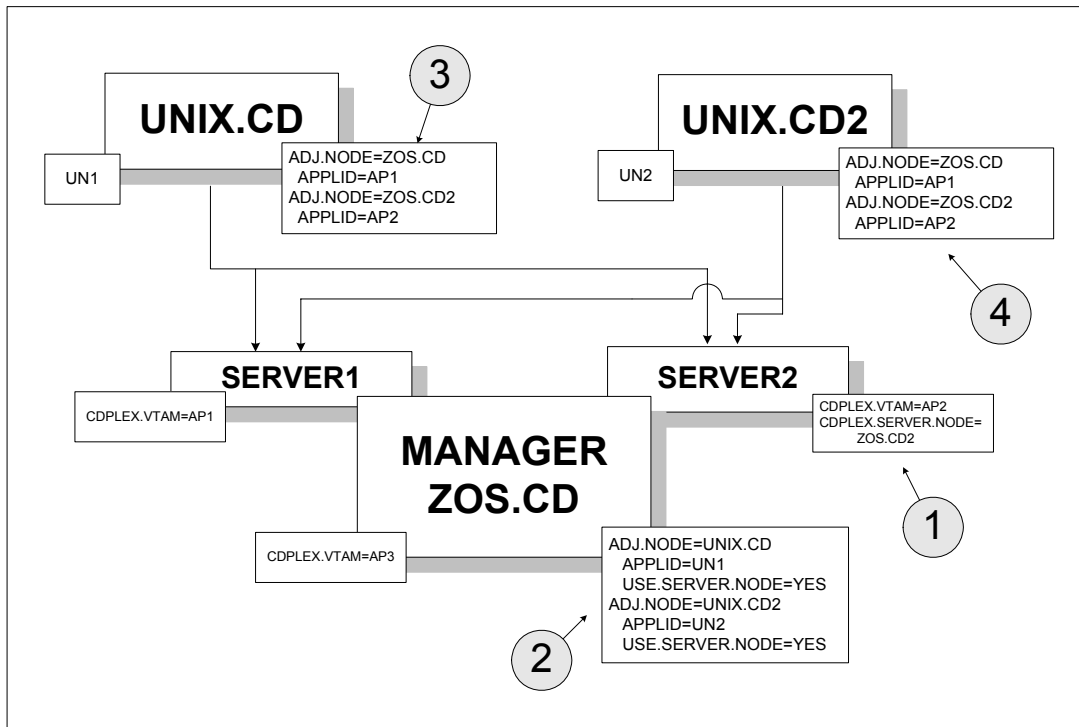 3
UNIX.CD
UN1
ADJ.NODE=ZOS.CD
APPLID=AP1
ADJ.NODE=ZOS.CD2
APPLID=AP2
UNIX.CD2
UN2
ADJ.NODE=ZOS.CD
APPLID=AP1
ADJ.NODE=ZOS.CD2
APPLID=AP2
4
SERVER1
CDPLEX.VTAM=AP1
SERVER2
CDPLEX.VTAM=AP2
CDPLEX.SERVER.NODE=
ZOS.CD2
1
MANAGER
ZOS.CD
CDPLEX.VTAM=AP3
ADJ.NODE=UNIX.CD
APPLID=UN1
USE.SERVER.NODE=YES
ADJ.NODE=UNIX.CD2
APPLID=UN2
USE.SERVER.NODE=YES
2